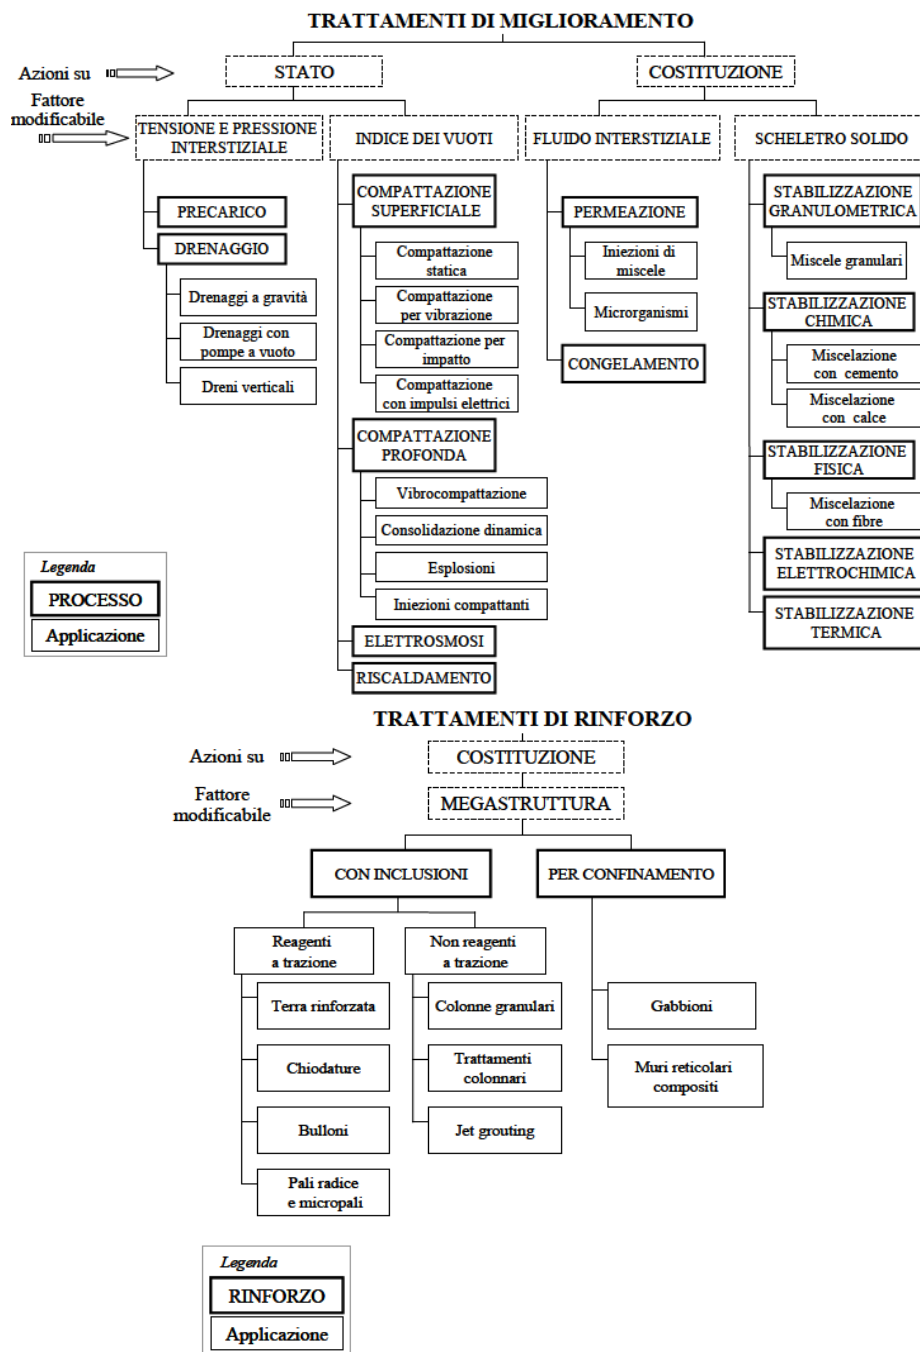 TRATTAMENTI DI MIGLIORAMENTO
Azioni su
STATO
COSTITUZIONE
Fattore
modificabile
TENSIONE E PRESSIONE
INTERSTIZIALE
INDICE DEI VUOTI
FLUIDO INTERSTIZIALE
SCHELETRO SOLIDO
PRECARICO
DRENAGGIO
Drenaggi a gravità
Drenaggi con
pompe a vuoto
Dreni verticali
COMPATTAZIONE
SUPERFICIALE
Compattazione
statica
Compattazione
per vibrazione
Compattazione per
impatto
Compattazione
con impulsi elettrici
COMPATTAZIONE
PROFONDA
Vibrocompattazione
Consolidazione dinamica
Esplosioni
Iniezioni compattanti
ELETTROSMOSI
RISCALDAMENTO
PERMEAZIONE
Iniezioni di
miscele
Microrganismi
CONGELAMENTO
STABILIZZAZIONE
GRANULOMETRICA
Miscele granulari
STABILIZZAZIONE
CHIMICA
Miscelazione
con cemento
Miscelazione
con calce
STABILIZZAZIONE
FISICA
Miscelazione
con fibre
STABILIZZAZIONE
ELETTROCHIMICA
STABILIZZAZIONE
TERMICA
Legenda
PROCESSO
Applicazione
TRATTAMENTI DI RINFORZO
Azioni su
COSTITUZIONE
Fattore
modificabile
MEGASTRUTTURA
CON INCLUSIONI
PER CONFINAMENTO
Reagenti
a trazione
Terra rinforzata
Chiodature
Bulloni
Pali radice
e micropali
Non reagenti
a trazione
Colonne granulari
Trattamenti
colonnari
Jet grouting
Gabbioni
Muri reticolari
compositi
Legenda
RINFORZO
Applicazione